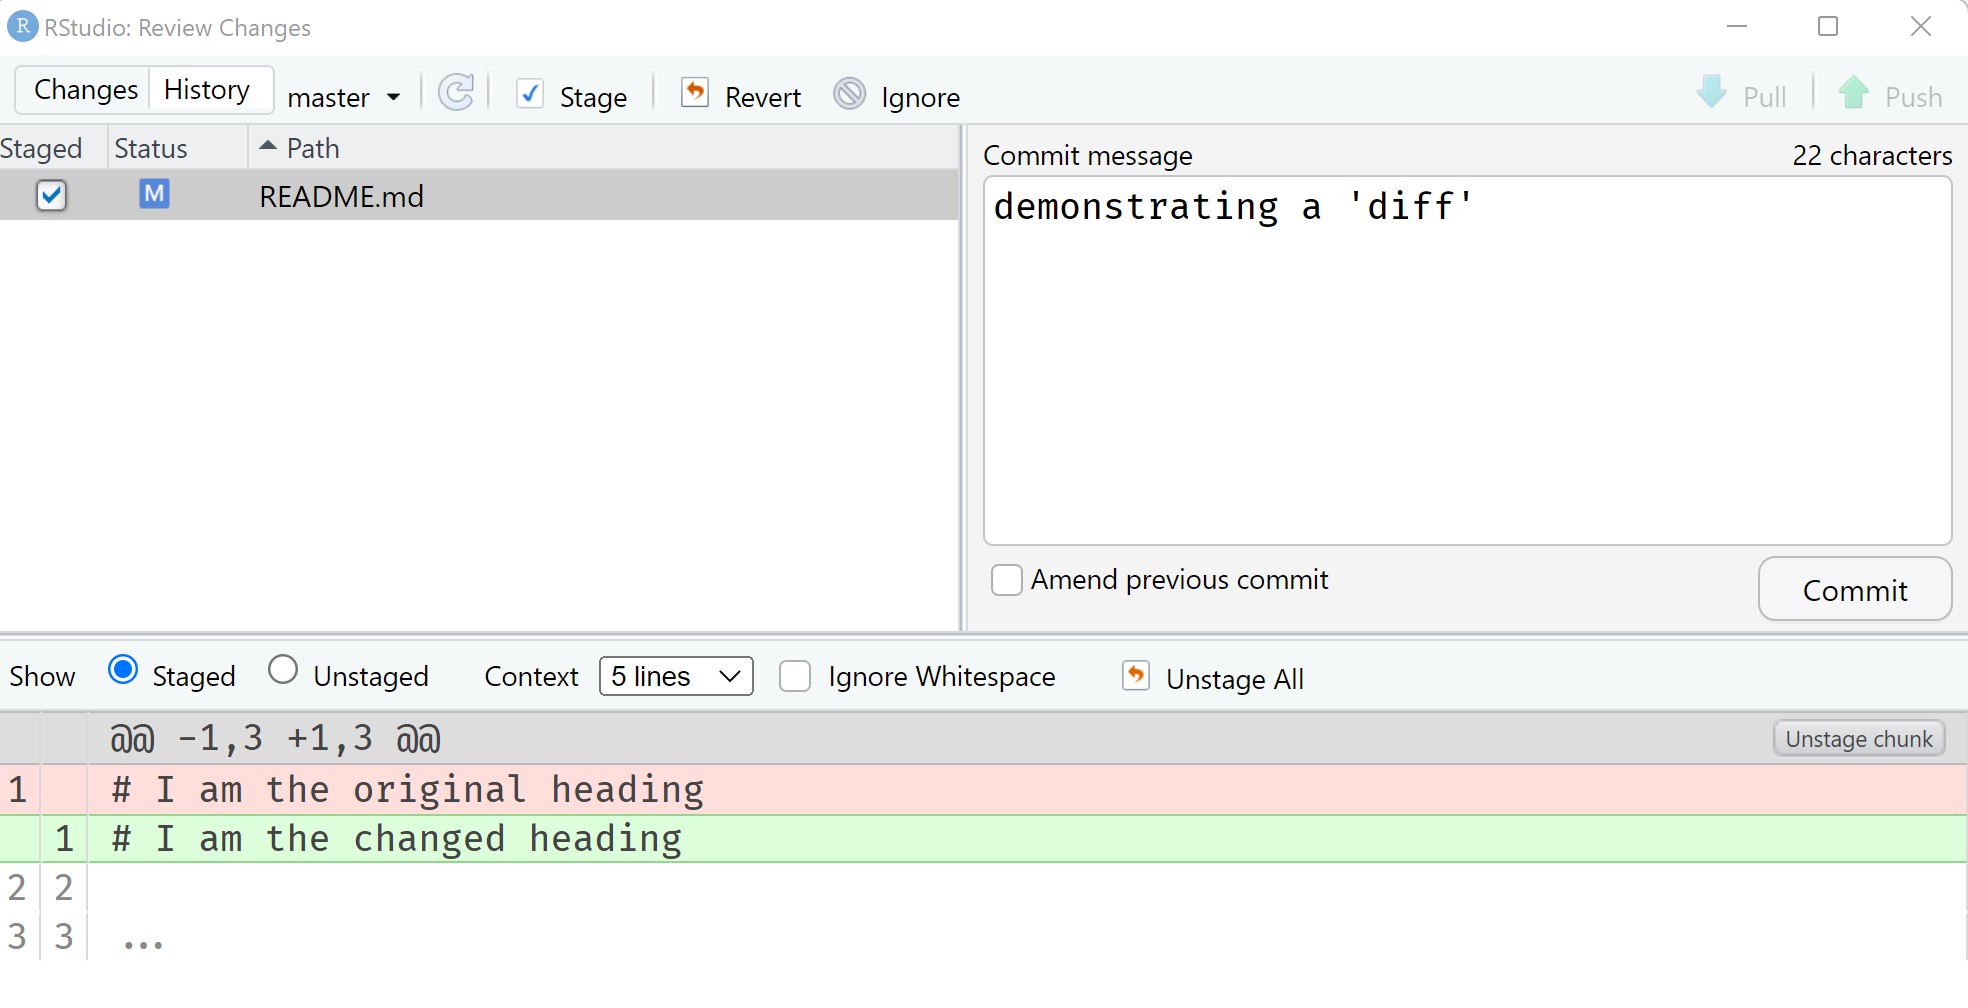 R RStudio: Review Changes
Changes History master Stage Revert Ignore Pull Push
Staged Status Path
M README.md
Commit message 22 characters
demonstrating a 'diff'
Amend previous commit
Commit
Show Staged Unstaged Context 5 lines Ignore Whitespace Unstage All
@@ -1,3 +1,3 @@ Unstage chunk
1 # I am the original heading
1 # I am the changed heading
2 2
3 3 ...